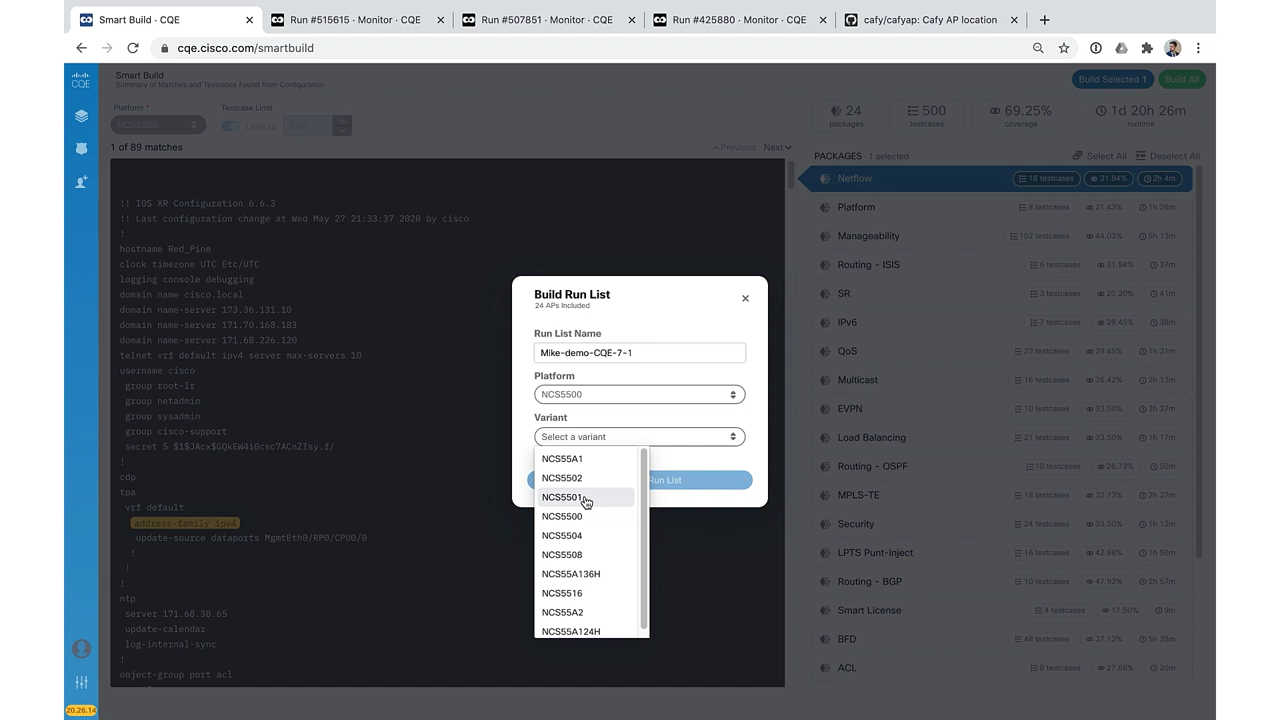 Smart Build - CQE
Run #515615 · Monitor - CQE
Run #507851 · Monitor - CQE
Run #425880 · Monitor - CQE
cafy/cafyap: Cafy AP location
cqe.cisco.com/smartbuild
CQE
Smart Build
Summary of Matches and Testcases Found from Configuration
Build Selected 1
Build All
Platform *
Testcase Limit
NCS5500
Limit to
500
24
packages
500
testcases
69.25%
coverage
1d 20h 26m
runtime
1 of 89 matches
Previous
Next
PACKAGES · 1 selected
Select All
Deselect All
!! IOS XR Configuration 6.6.3
!! Last configuration change at Wed May 27 21:33:37 2020 by cisco
!
hostname Red_Pine
clock timezone UTC Etc/UTC
logging console debugging
domain name cisco.local
domain name-server 173.36.131.10
domain name-server 171.70.168.183
domain name-server 171.68.226.120
telnet vrf default ipv4 server max-servers 10
username cisco
group root-lr
group netadmin
group sysadmin
group cisco-support
secret 5 $1$JAcx$GQkEW4i0csc7ACnZIsy.f/
!
cdp
tpa
vrf default
address-family ipv4
update-source dataports MgmtEth0/RP0/CPU0/0
!
!
!
ntp
server 171.68.38.65
update-calendar
log-internal-sync
!
object-group port acl
Build Run List
24 APs Included
Run List Name
Mike-demo-CQE-7-1
Platform
NCS5500
Variant
Select a variant
Run List
NCS55A1
NCS5502
NCS5501
NCS5500
NCS5504
NCS5508
NCS55A136H
NCS5516
NCS55A2
NCS55A124H
Netflow 18 testcases 31.94% 2h 4m
Platform 8 testcases 21.43% 1h 26m
Manageability 102 testcases 44.03% 5h 13m
Routing - ISIS 6 testcases 31.94% 37m
SR 3 testcases 20.20% 41m
IPv6 7 testcases 29.45% 38m
QoS 23 testcases 29.45% 1h 31m
Multicast 16 testcases 36.42% 2h 13m
EVPN 10 testcases 33.50% 3h 37m
Load Balancing 21 testcases 33.50% 1h 17m
Routing - OSPF 10 testcases 26.73% 50m
MPLS-TE 18 testcases 32.73% 2h 27m
Security 24 testcases 33.50% 1h 12m
LPTS Punt-Inject 16 testcases 42.66% 1h 50m
Routing - BGP 20 testcases 47.92% 2h 57m
Smart License 4 testcases 17.50% 9m
BFD 48 testcases 37.12% 5h 35m
ACL 8 testcases 27.66% 20m
20.26.14